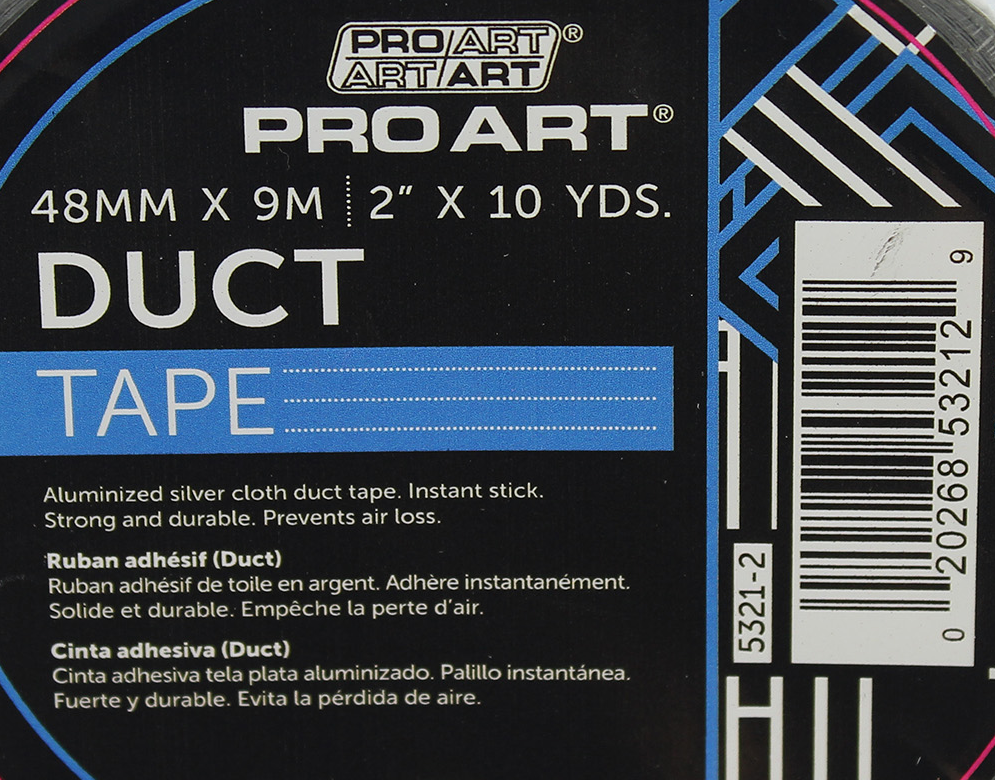 PRO/ART®
ART/ART
PRO ART®
48MM X 9M 2” X 10 YDS.
DUCT
TAPE
Aluminized silver cloth duct tape. Instant stick.
Strong and durable. Prevents air loss.
Ruban adhésif (Duct)
Ruban adhésif de toile en argent. Adhère instantanément.
Solide et durable. Empêche la perte d’air.
Cinta adhesiva (Duct)
Cinta adhesiva tela plata aluminizado. Palillo instantánea.
Fuerte y durable. Evita la pérdida de aire.
5321-2
0 20268 53212 9